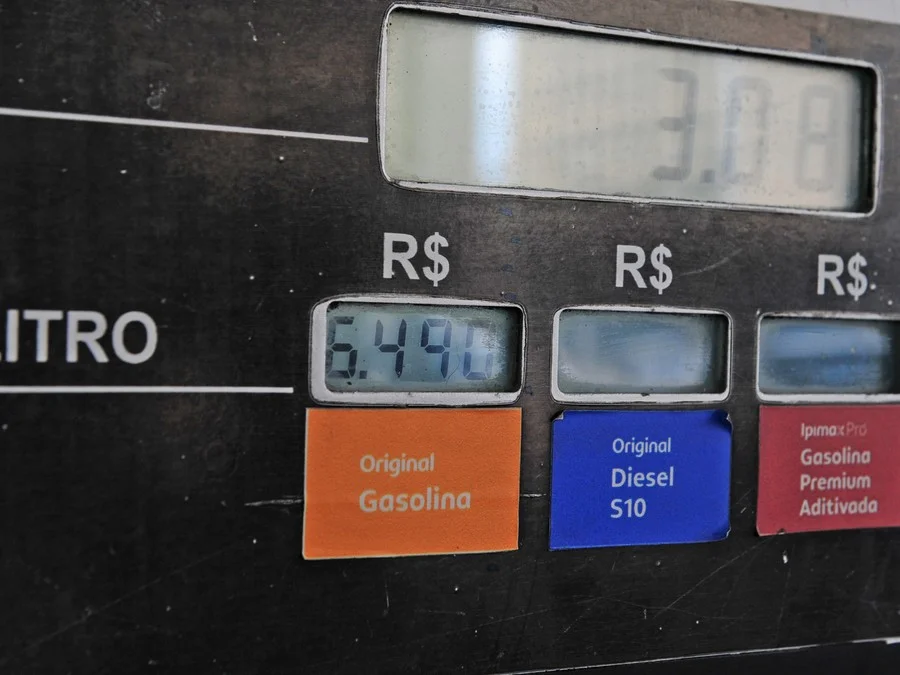 3.08
R$
R$
R$
LITRO
6.490
Original
Gasolina
Original
Diesel
S10
Ipimax Pro
Gasolina
Premium
Aditivada